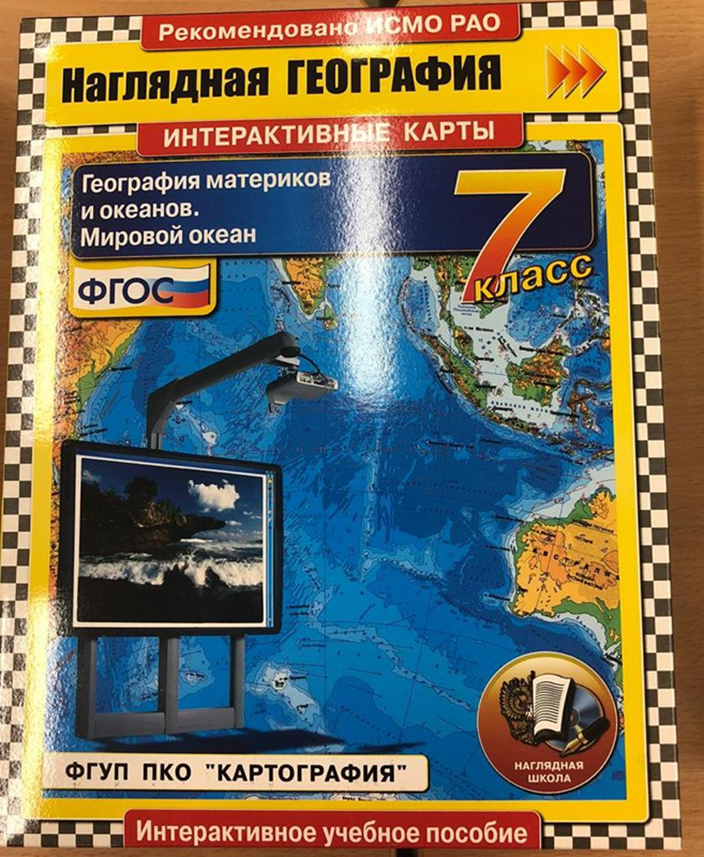 Рекомендовано ИСМО РАО
Наглядная ГЕОГРАФИЯ
ИНТЕРАКТИВНЫЕ КАРТЫ
География материков
и океанов.
Мировой океан
7
класс
ФГОС
НАГЛЯДНАЯ
ШКОЛА
ФГУП ПКО "КАРТОГРАФИЯ"
Интерактивное учебное пособие